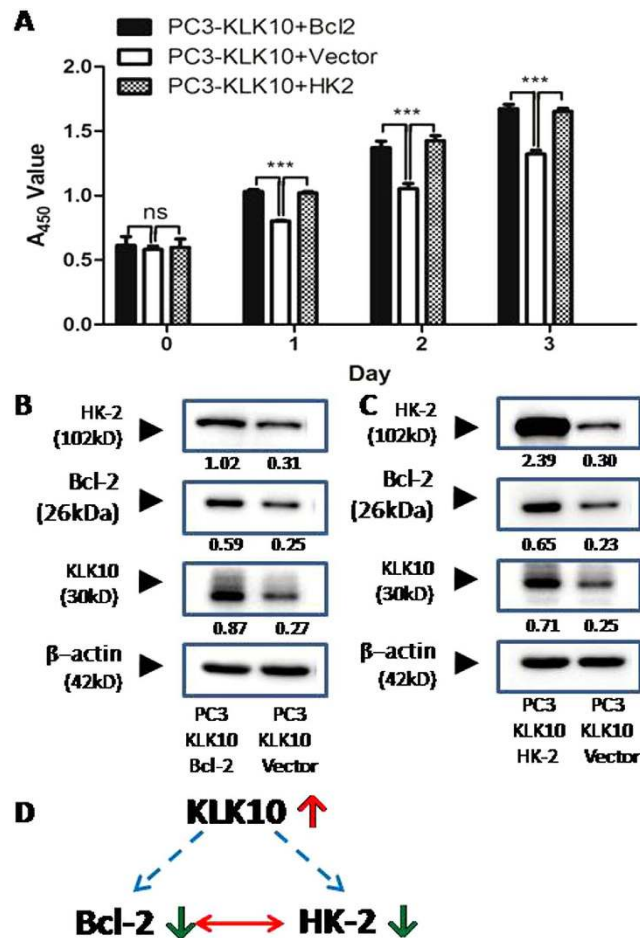 A
PC3-KLK10+Bcl2
PC3-KLK10+Vector
PC3-KLK10+HK2
A450 Value
2.0
1.5
1.0
0.5
0.0
ns
***
***
***
0 1 2 3
Day
B
HK-2
(102kD)
1.02 0.31
Bcl-2
(26kDa)
0.59 0.25
KLK10
(30kD)
0.87 0.27
β-actin
(42kD)
PC3 PC3
KLK10 KLK10
Bcl-2 Vector
C
HK-2
(102kD)
2.39 0.30
Bcl-2
(26kDa)
0.65 0.23
KLK10
(30kD)
0.71 0.25
β-actin
(42kD)
PC3 PC3
KLK10 KLK10
HK-2 Vector
D
KLK10 ↑
Bcl-2 ↓ ↔ HK-2 ↓